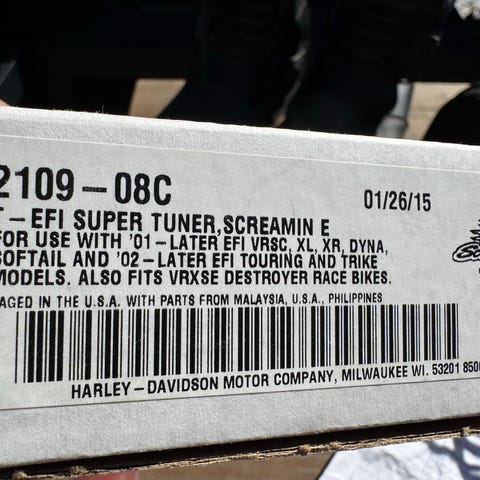 2109-08C
01/26/15
T-EFI SUPER TUNER,SCREAMIN E
FOR USE WITH '01-LATER EFI VRSC, XL, XR, DYNA,
SOFTAIL AND '02-LATER EFI TOURING AND TRIKE
MODELS. ALSO FITS VRXSE DESTROYER RACE BIKES.
AGED IN THE U.S.A. WITH PARTS FROM MALAYSIA, U.S.A., PHILIPPINES
HARLEY-DAVIDSON MOTOR COMPANY, MILWAUKEE WI. 53201 850